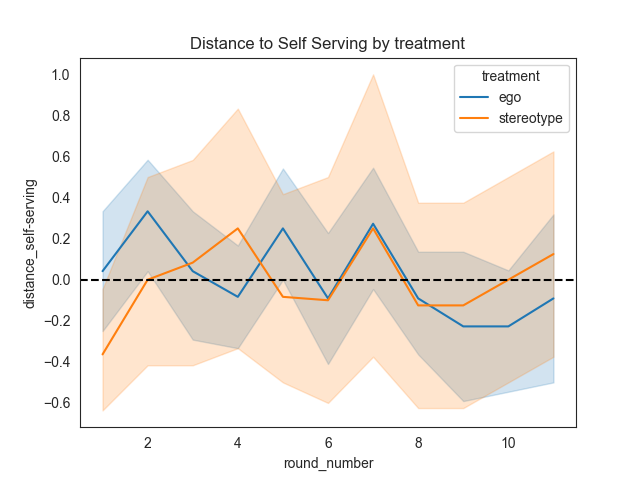 Distance to Self Serving by treatment
treatment
ego
stereotype
distance_self-serving
1.0
0.8
0.6
0.4
0.2
0.0
−0.2
−0.4
−0.6
2
4
6
8
10
round_number